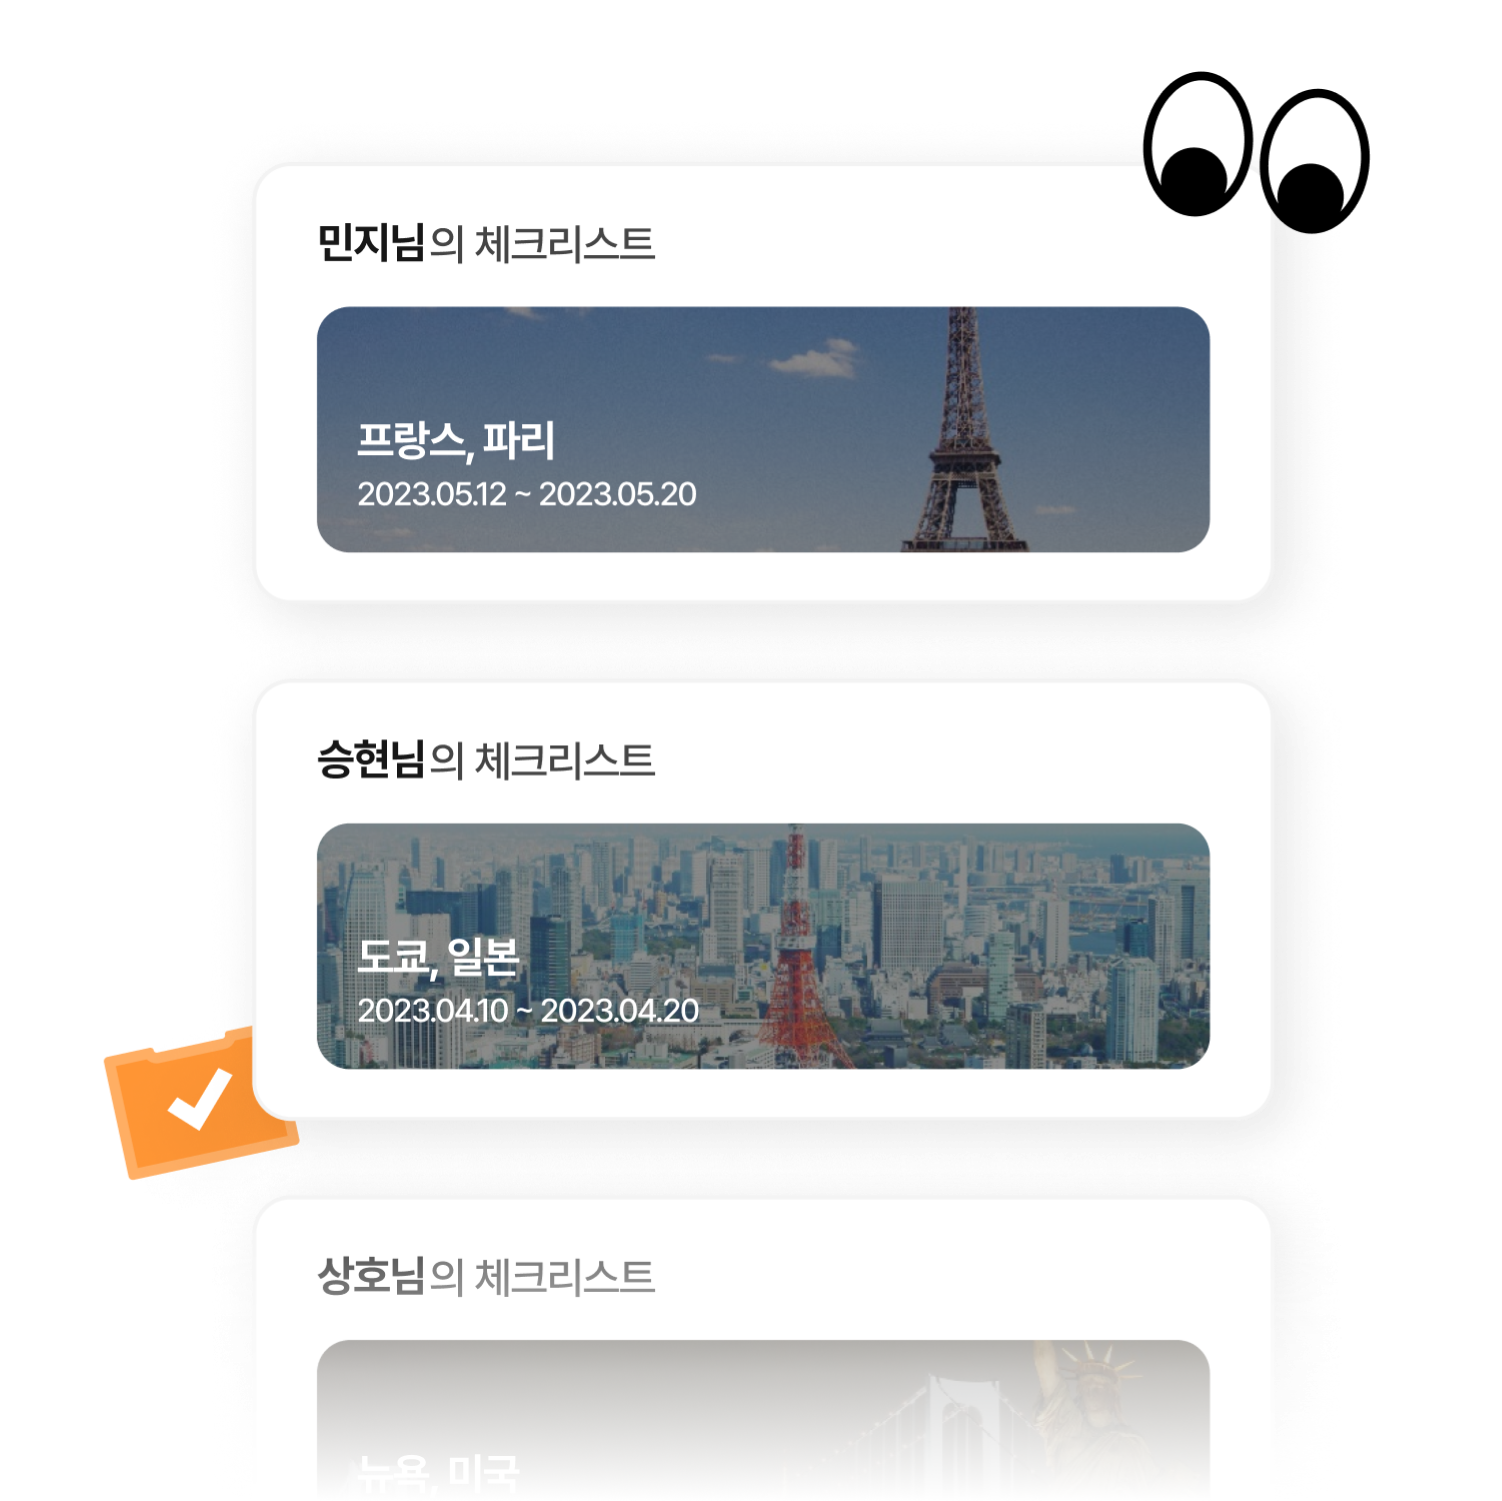 민지님의 체크리스트
프랑스, 파리
2023.05.12 ~ 2023.05.20
승현님의 체크리스트
도쿄, 일본
2023.04.10 ~ 2023.04.20
상호님의 체크리스트
뉴욕, 미국